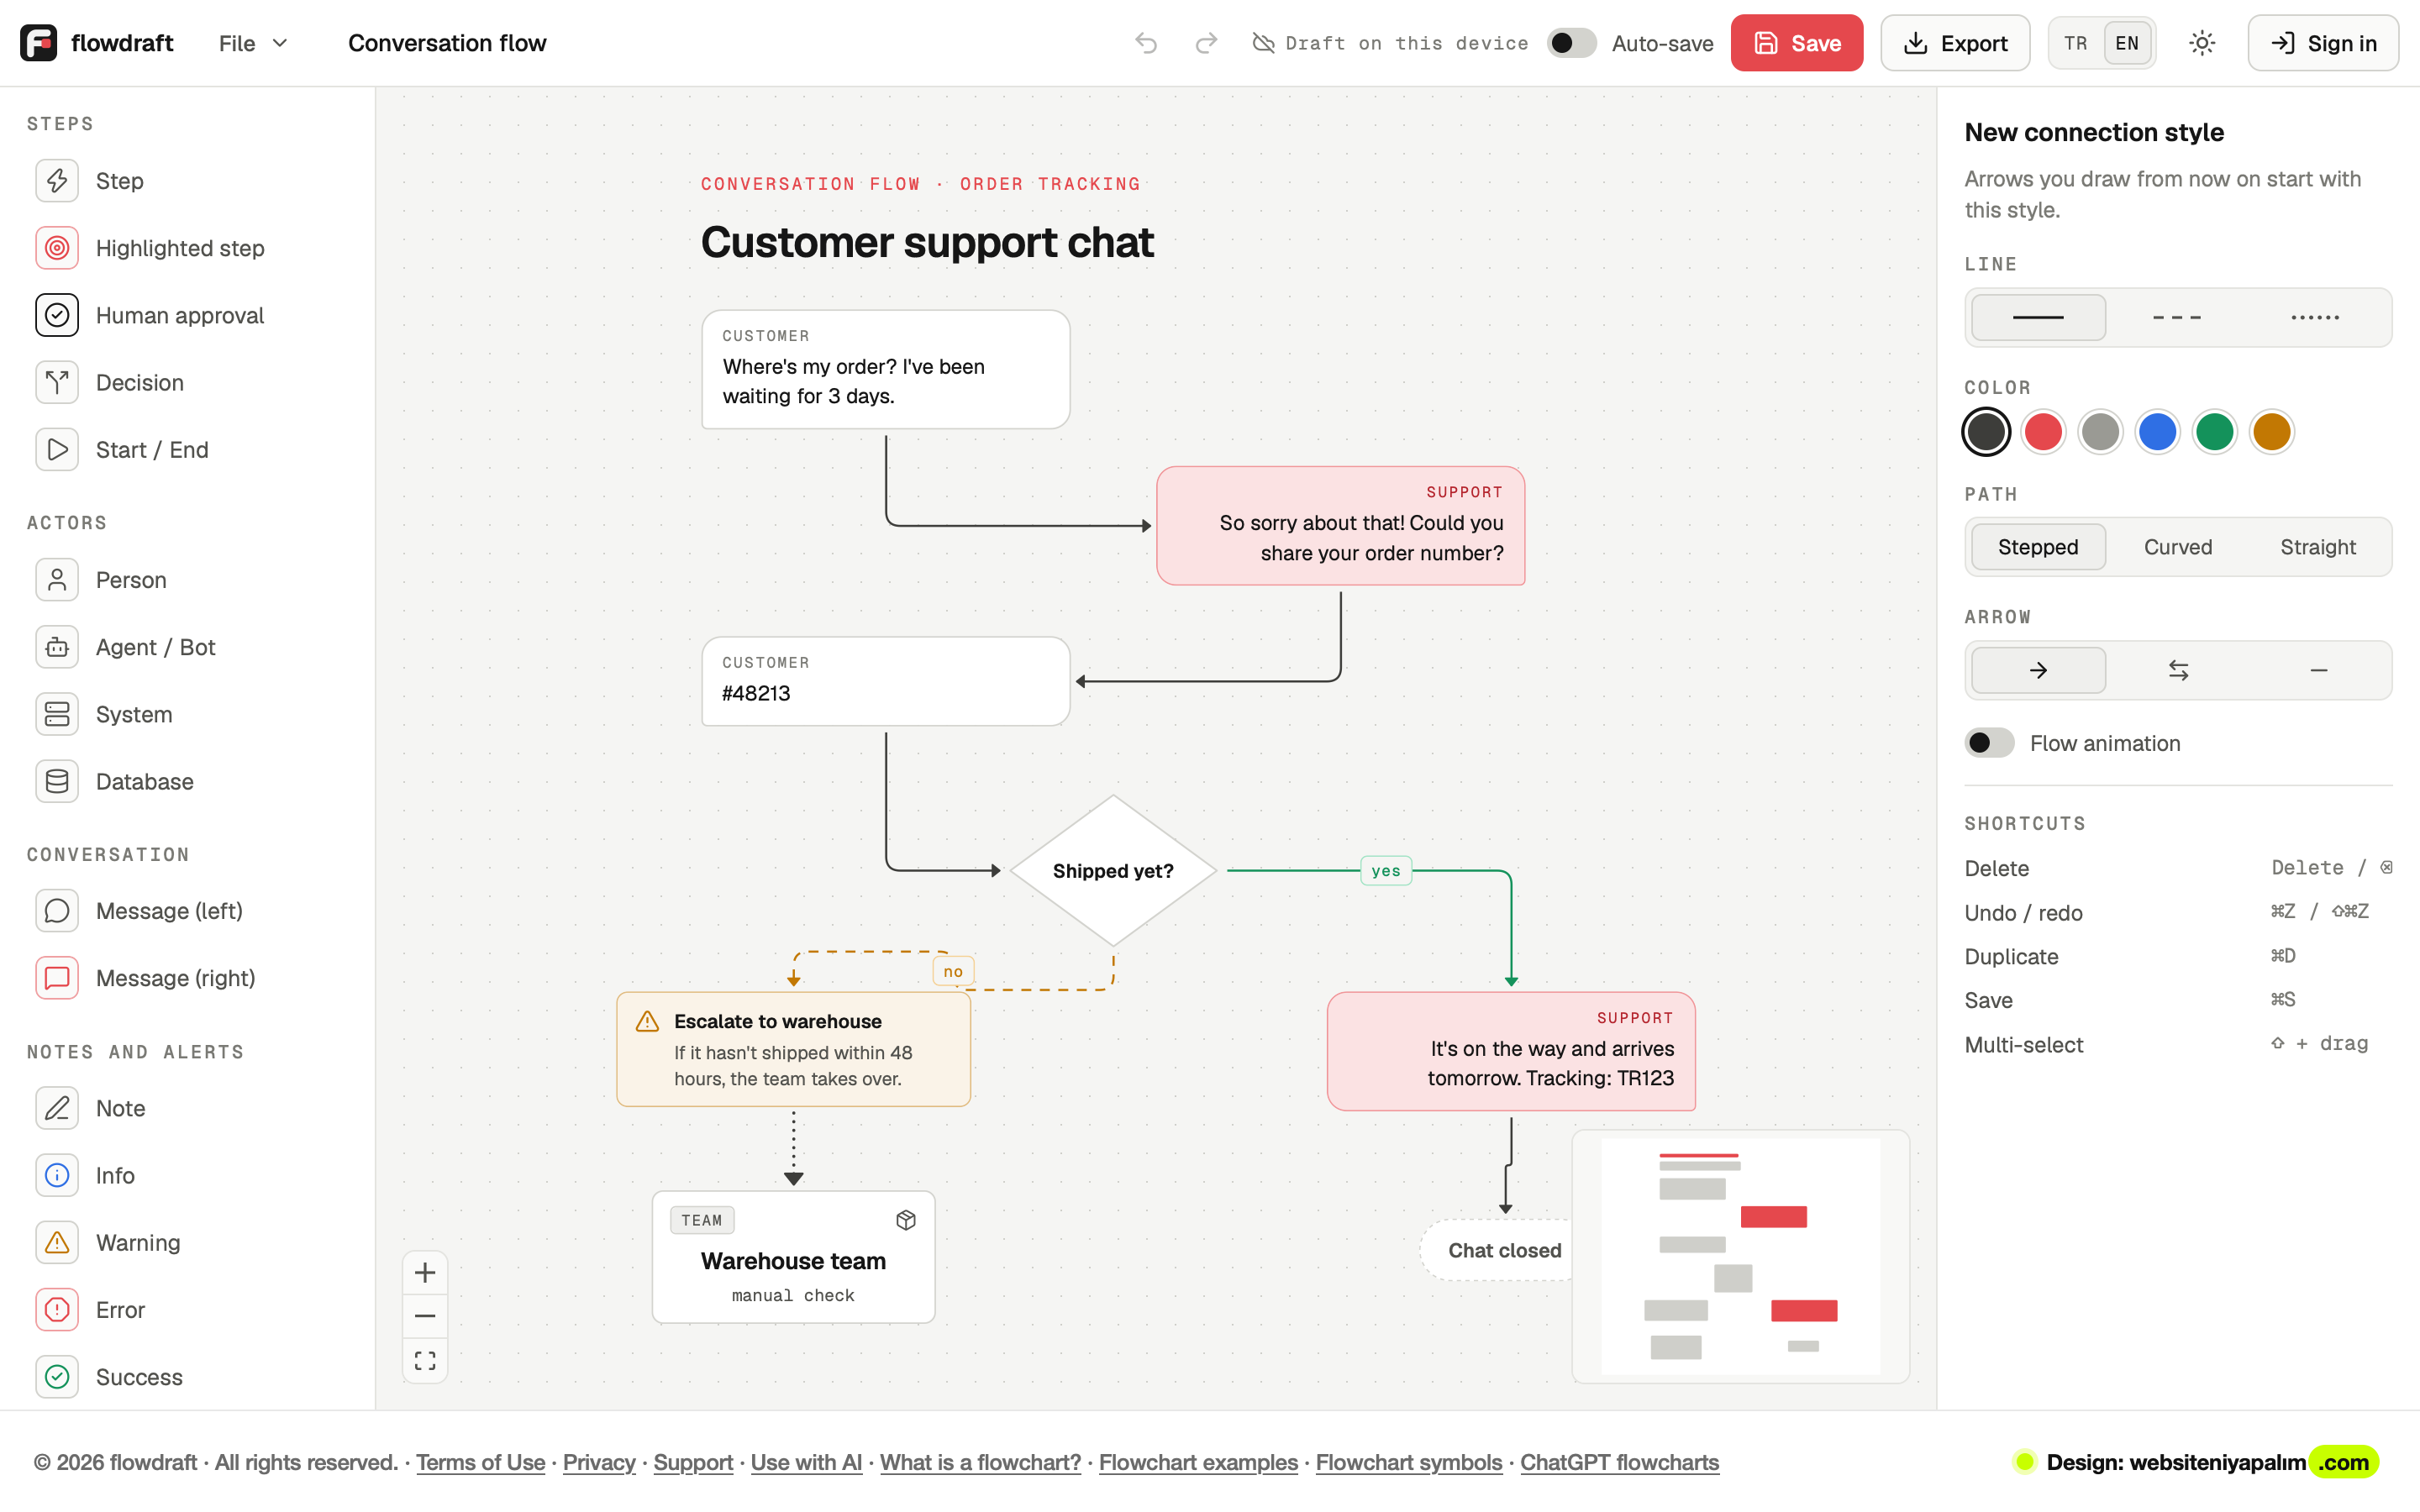 flowdraft
File
Conversation flow
Draft on this device
Auto-save
Save
Export
TR
EN
Sign in
STEPS
Step
Highlighted step
Human approval
Decision
Start / End
ACTORS
Person
Agent / Bot
System
Database
CONVERSATION
Message (left)
Message (right)
NOTES AND ALERTS
Note
Info
Warning
Error
Success
CONVERSATION FLOW · ORDER TRACKING
Customer support chat
CUSTOMER
Where's my order? I've been
waiting for 3 days.
SUPPORT
So sorry about that! Could you
share your order number?
CUSTOMER
#48213
Shipped yet?
yes
no
Escalate to warehouse
If it hasn't shipped within 48
hours, the team takes over.
SUPPORT
It's on the way and arrives
tomorrow. Tracking: TR123
TEAM
Warehouse team
manual check
Chat closed
New connection style
Arrows you draw from now on start with
this style.
LINE
COLOR
PATH
Stepped
Curved
Straight
ARROW
Flow animation
SHORTCUTS
Delete
Delete / ⌫
Undo / redo
⌘Z / ⇧⌘Z
Duplicate
⌘D
Save
⌘S
Multi-select
⇧ + drag
© 2026 flowdraft · All rights reserved. · Terms of Use · Privacy · Support · Use with AI · What is a flowchart? · Flowchart examples · Flowchart symbols · ChatGPT flowcharts
Design: websiteniyapalım.com